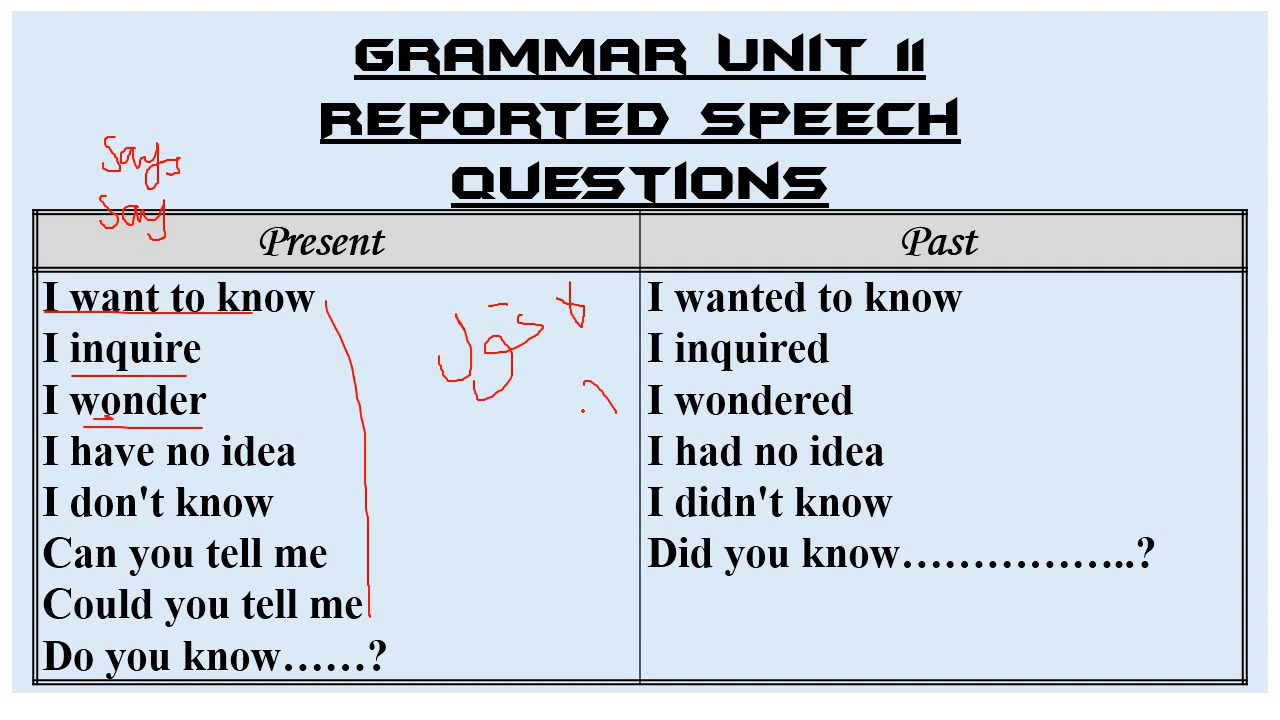 GRAMMAR UNIT 11
REPORTED SPEECH
QUESTIONS
Says
Say
Present
Past
I want to know
I wanted to know
I inquire
I inquired
I wonder
I wondered
I have no idea
I had no idea
I don't know
I didn't know
Can you tell me
Did you know……………..?
Could you tell me
Do you know……?